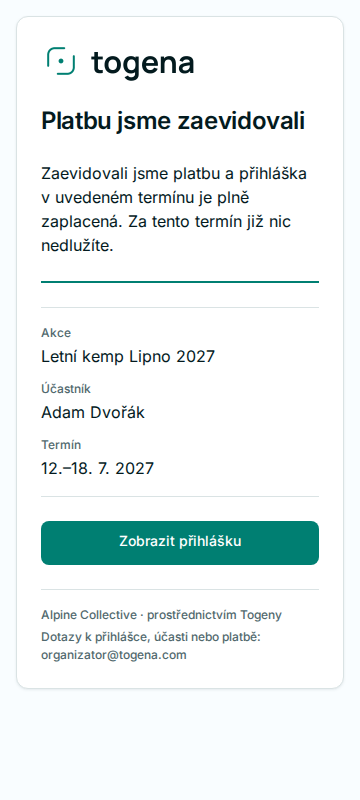 togena
Platbu jsme zaevidovali
Zaevidovali jsme platbu a přihláška
v uvedeném termínu je plně
zaplacená. Za tento termín již nic
nedlužíte.
Akce
Letní kemp Lipno 2027
Účastník
Adam Dvořák
Termín
12.–18. 7. 2027
Zobrazit přihlášku
Alpine Collective · prostřednictvím Togeny
Dotazy k přihlášce, účasti nebo platbě:
organizator@togena.com